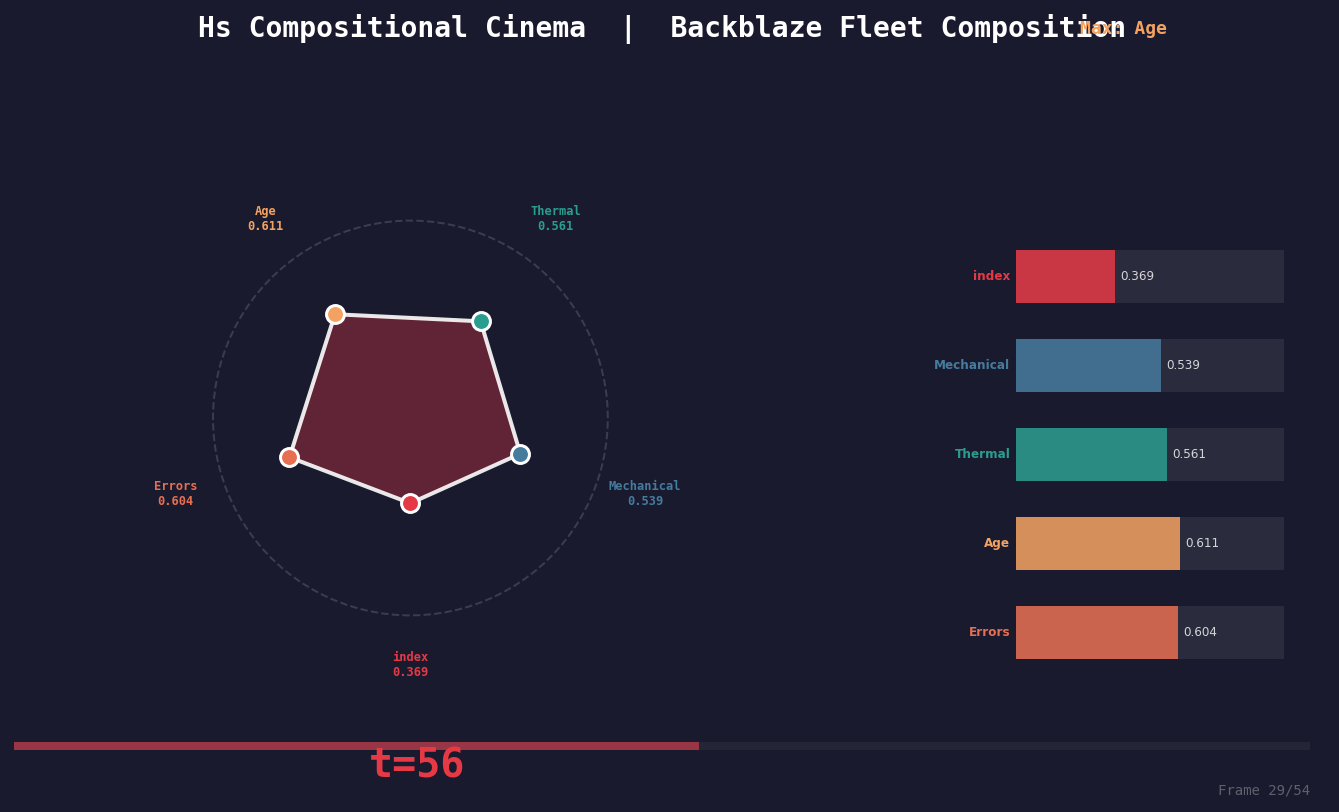 Hs Compositional Cinema | Backblaze Fleet Composition
Max: Age
Age
0.611
Thermal
0.561
Errors
0.604
Mechanical
0.539
index
0.369
index
0.369
Mechanical
0.539
Thermal
0.561
Age
0.611
Errors
0.604
t=56
Frame 29/54